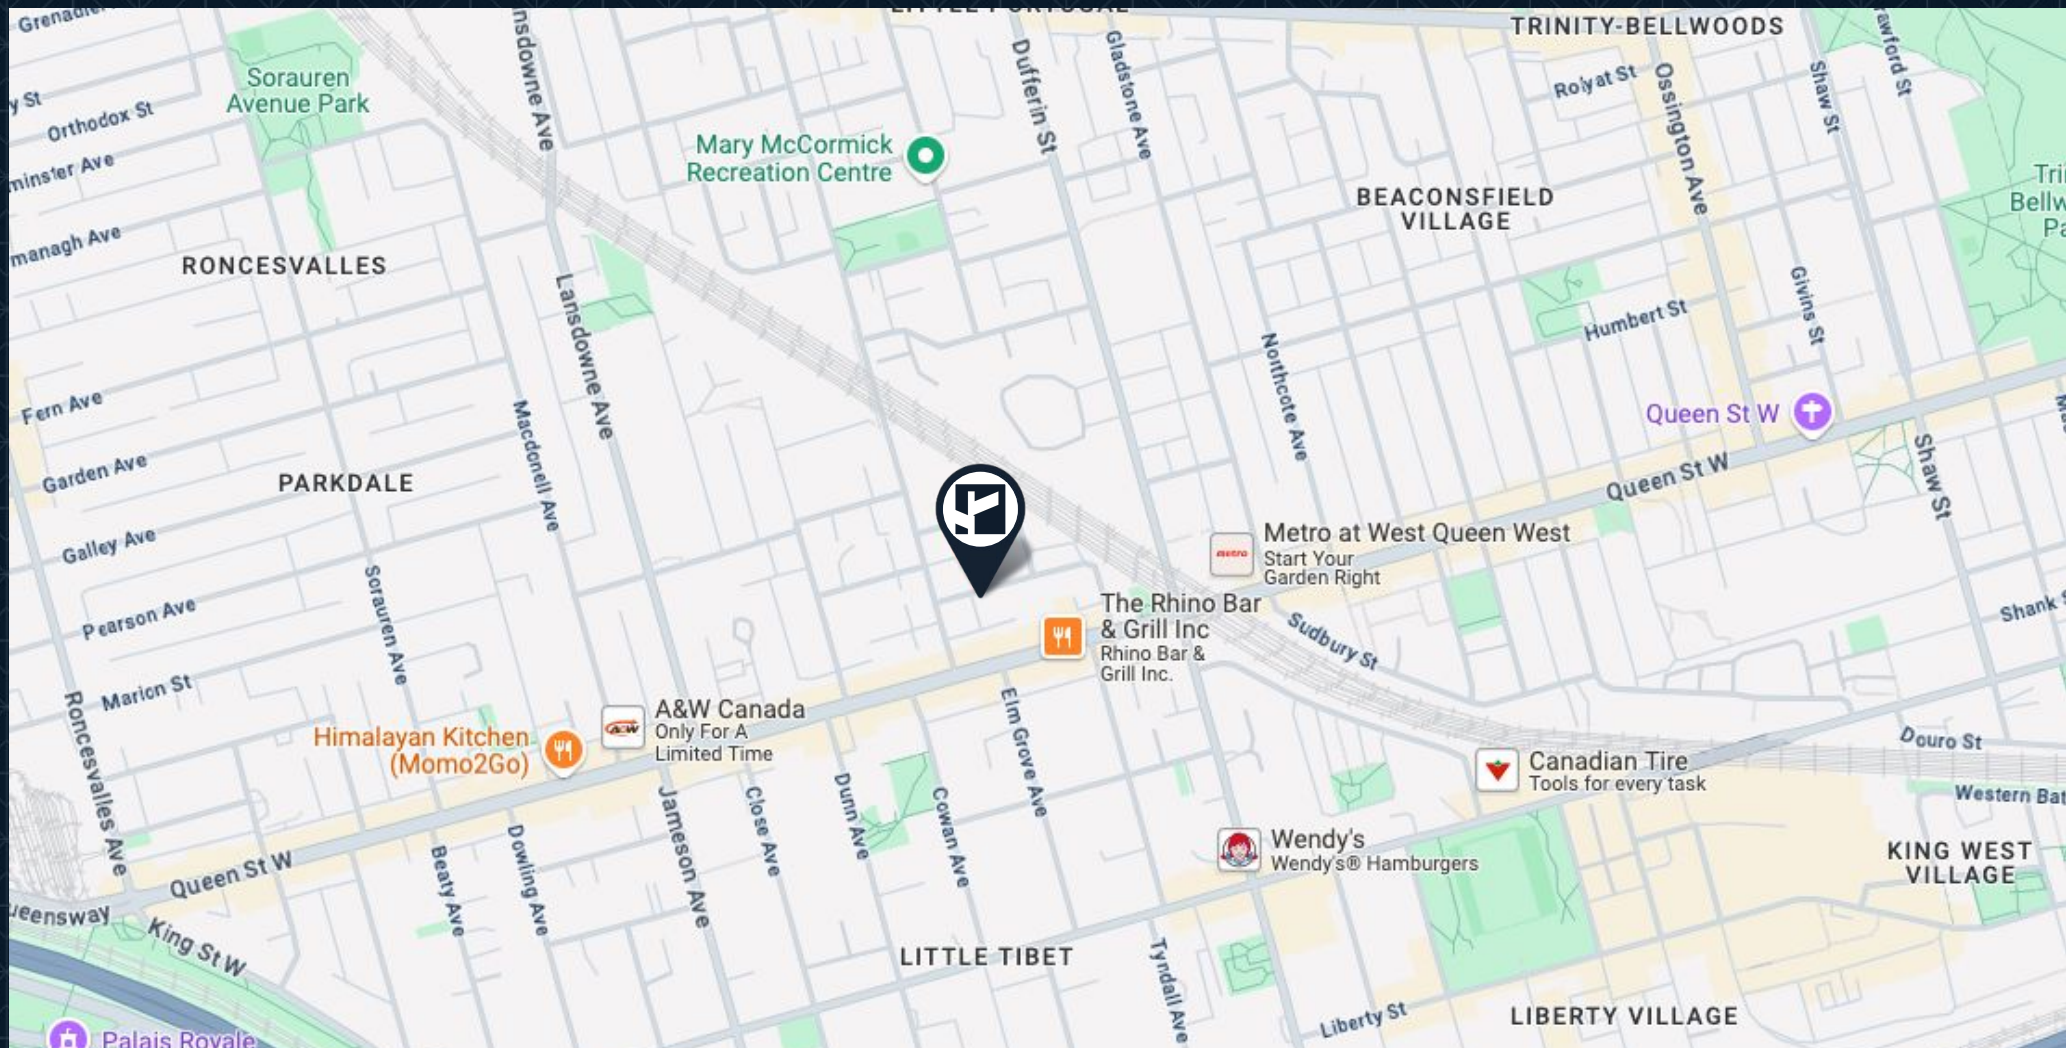 TRINITY-BELLWOODS
Sorauren
Avenue Park
Orthodox St
Lansdowne Ave
Dufferin St
Gladstone Ave
Rolyat St
Ossington Ave
Shaw St
Mary McCormick
Recreation Centre
BEACONSFIELD
VILLAGE
RONCESVALLES
Lansdowne Ave
Humbert St
Givins St
Northcote Ave
Fern Ave
Macdonell Ave
Queen St W
Garden Ave
PARKDALE
Queen St W
Shaw St
Galley Ave
Metro at West Queen West
Start Your
Garden Right
metro
Sorauren Ave
Pearson Ave
The Rhino Bar
& Grill Inc
Rhino Bar &
Grill Inc.
Sudbury St
Shank
Marion St
Roncesvalles Ave
Elm Grove Ave
A&W Canada
Only For A
Limited Time
A&W
Himalayan Kitchen
(Momo2Go)
Douro St
Canadian Tire
Tools for every task
Jameson Ave
Close Ave
Dunn Ave
Cowan Ave
Western Bat
Dowling Ave
Beaty Ave
Wendy's
Wendy's® Hamburgers
KING WEST
VILLAGE
Queen St W
ueensway
King St W
LITTLE TIBET
Tyndall Ave
Liberty St
LIBERTY VILLAGE
Palais Royale